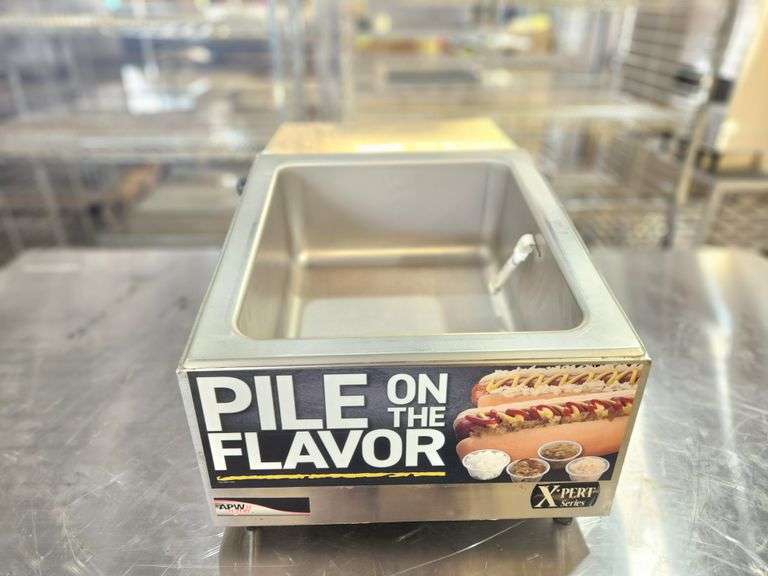 PILE ON
THE
FLAVOR
APW
X*PERT
Series